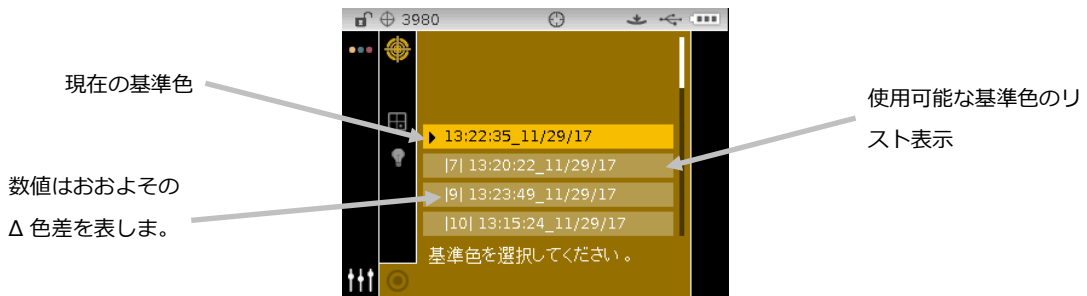 3980
現在の基準色
使用可能な基準色のリ
スト表示
13:22:35_11/29/17
|7| 13:20:22_11/29/17
数値はおおよその
Δ 色差を表しま。
|9| 13:23:49_11/29/17
|10| 13:15:24_11/29/17
基準色を選択してください。